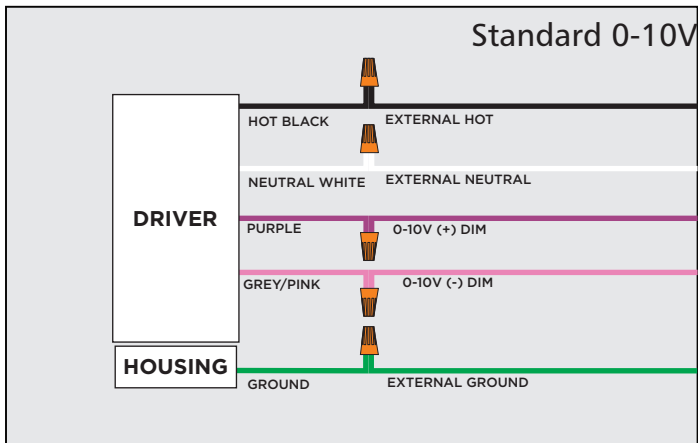 Standard 0-10V
HOT BLACK
EXTERNAL HOT
NEUTRAL WHITE
EXTERNAL NEUTRAL
DRIVER
PURPLE
0-10V (+) DIM
GREY/PINK
0-10V (-) DIM
HOUSING
GROUND
EXTERNAL GROUND